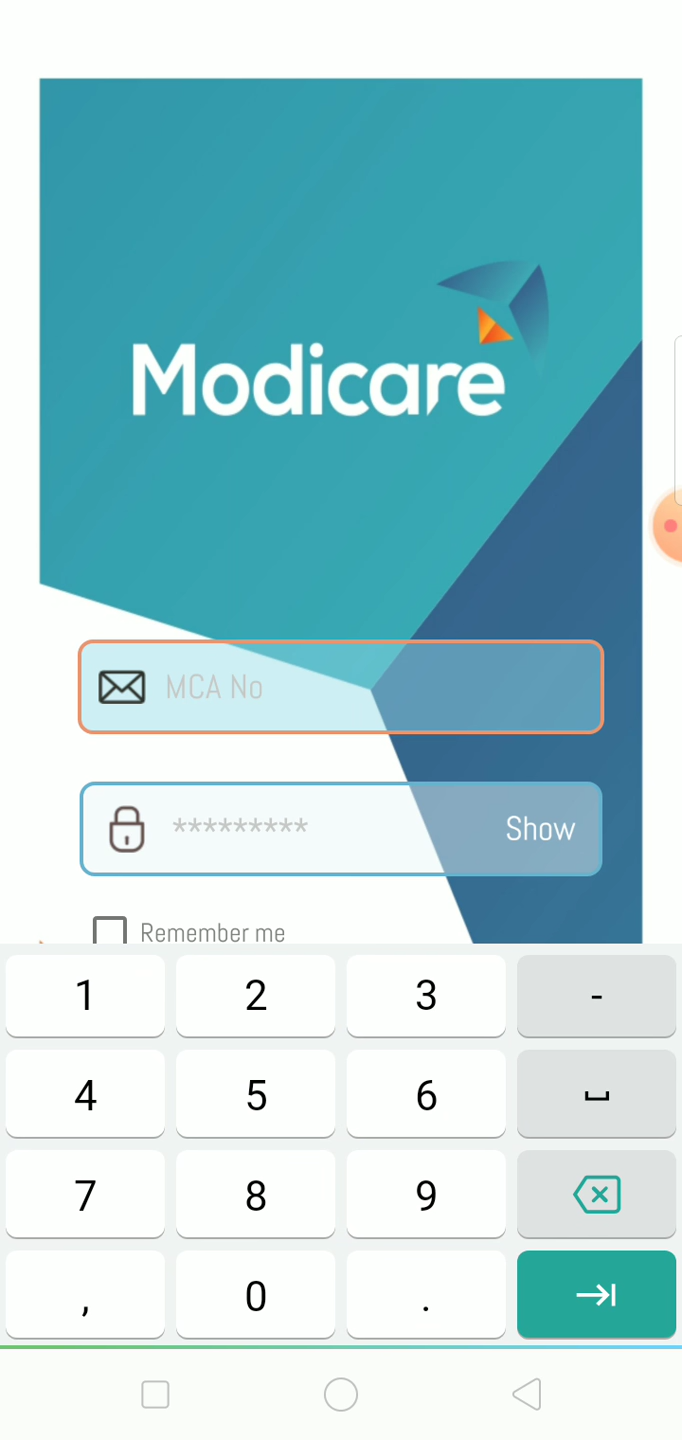 Modicare
MCA No
********* Show
Remember me
1 2 3 -
4 5 6
7 8 9
, 0 .